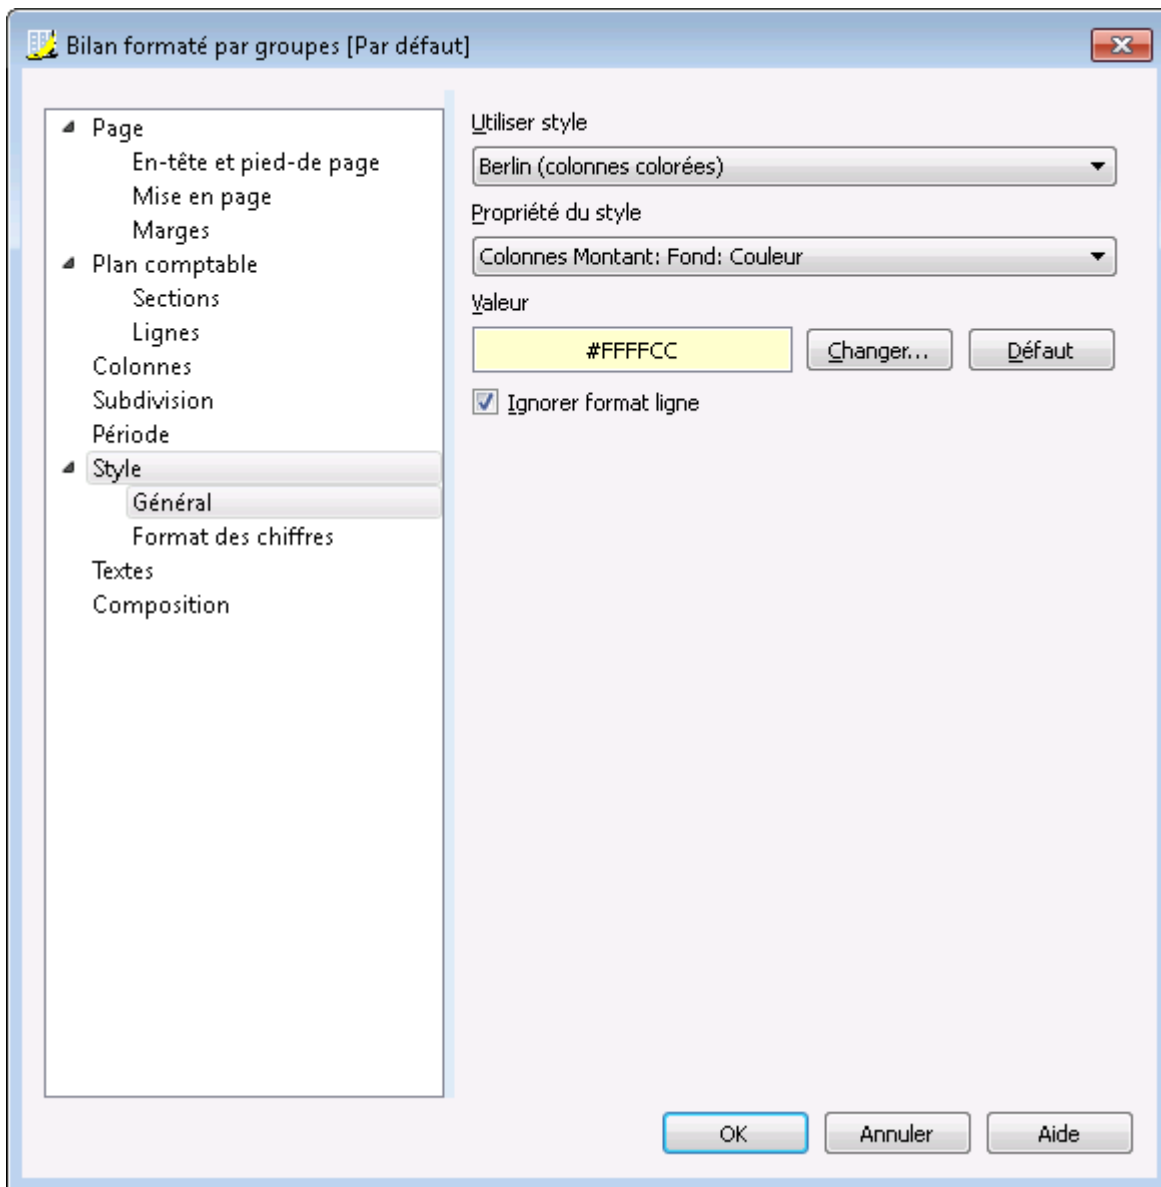 Bilan formaté par groupes [Par défaut]
Page
En-tête et pied-de page
Mise en page
Marges
Plan comptable
Sections
Lignes
Colonnes
Subdivision
Période
Style
Général
Format des chiffres
Textes
Composition
Utiliser style
Berlin (colonnes colorées)
Propriété du style
Colonnes Montant: Fond: Couleur
Valeur
#FFFFCC Changer... Défaut
Ignorer format ligne
OK Annuler Aide